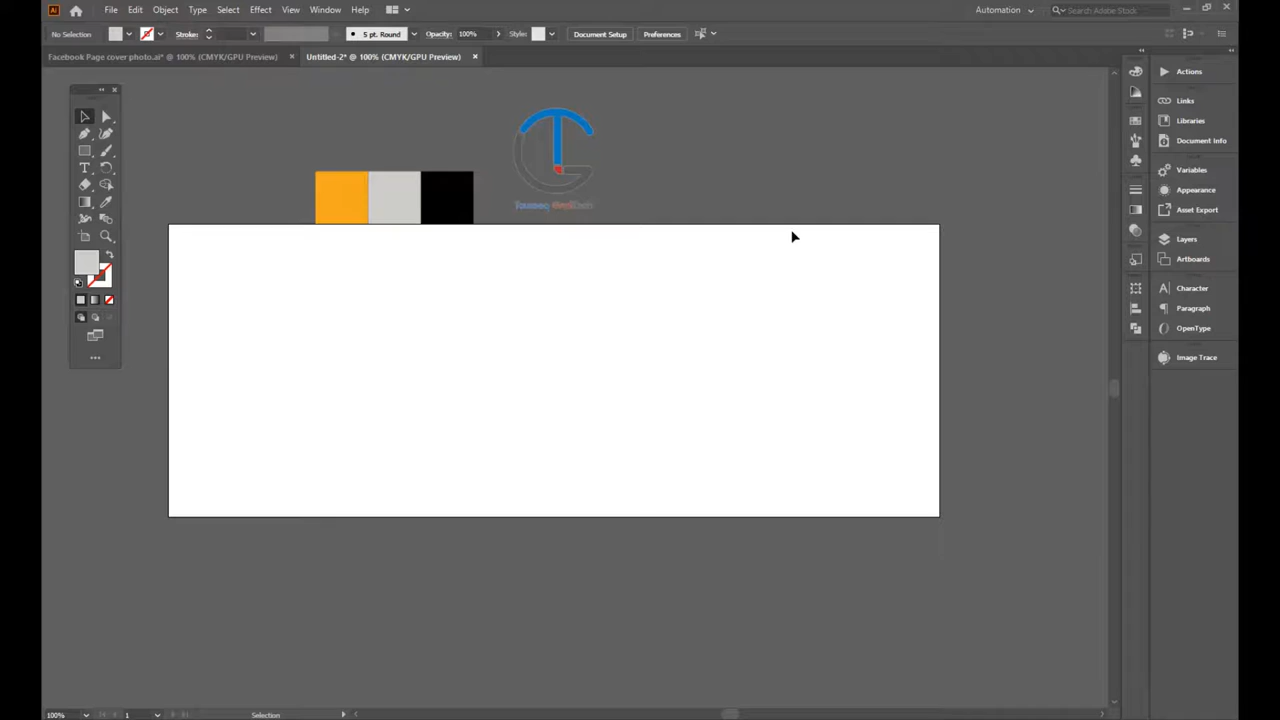 Ai File Edit Object Type Select Effect View Window Help Automation Search Adobe Stock
No Selection Stroke: 5 pt. Round Opacity: 100% Style: Document Setup Preferences
Facebook Page cover photo.ai* @ 100% (CMYK/GPU Preview) × Untitled-2* @ 100% (CMYK/GPU Preview) ×
Actions
Links
Libraries
Document Info
Variables
Appearance
Asset Export
Layers
Artboards
Character
Paragraph
OpenType
Image Trace
100% 1 Selection